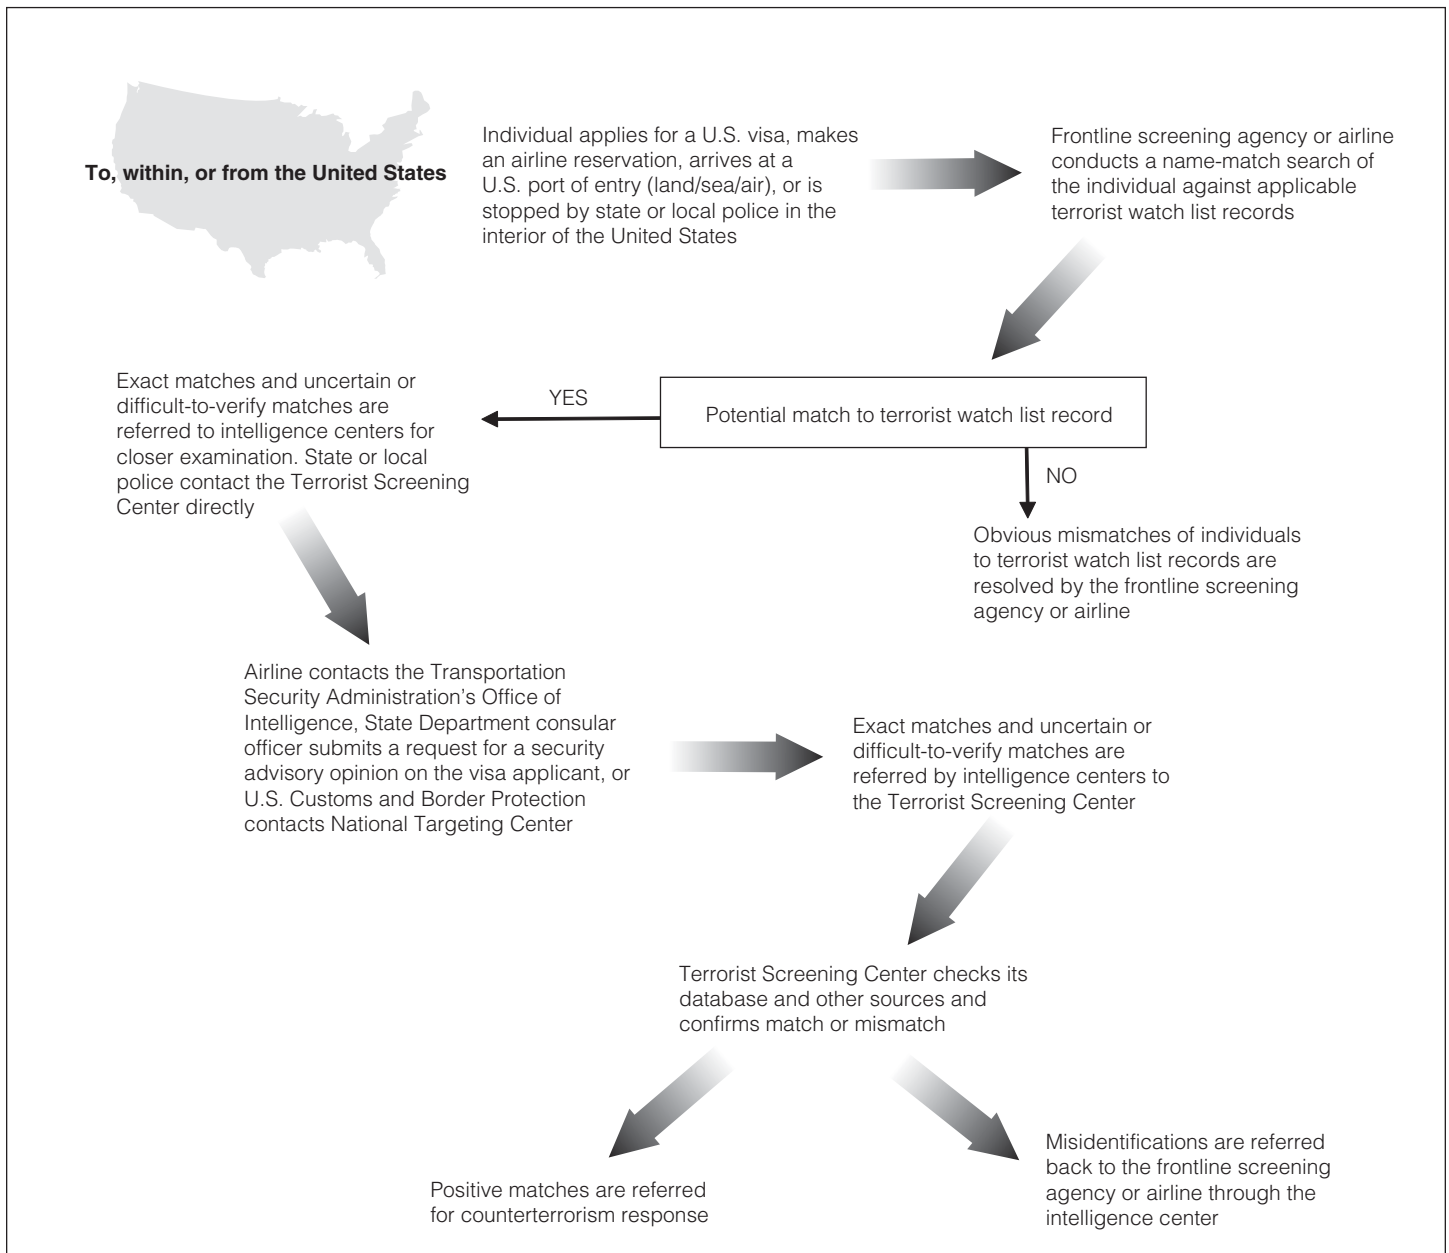 To, within, or from the United States
Individual applies for a U.S. visa, makes
an airline reservation, arrives at a
U.S. port of entry (land/sea/air), or is
stopped by state or local police in the
interior of the United States
Frontline screening agency or airline
conducts a name-match search of
the individual against applicable
terrorist watch list records
Potential match to terrorist watch list record
YES
Exact matches and uncertain or
difficult-to-verify matches are
referred to intelligence centers for
closer examination. State or local
police contact the Terrorist Screening
Center directly
NO
Obvious mismatches of individuals
to terrorist watch list records are
resolved by the frontline screening
agency or airline
Airline contacts the Transportation
Security Administration’s Office of
Intelligence, State Department consular
officer submits a request for a security
advisory opinion on the visa applicant, or
U.S. Customs and Border Protection
contacts National Targeting Center
Exact matches and uncertain or
difficult-to-verify matches are
referred by intelligence centers to
the Terrorist Screening Center
Terrorist Screening Center checks its
database and other sources and
confirms match or mismatch
Positive matches are referred
for counterterrorism response
Misidentifications are referred
back to the frontline screening
agency or airline through the
intelligence center